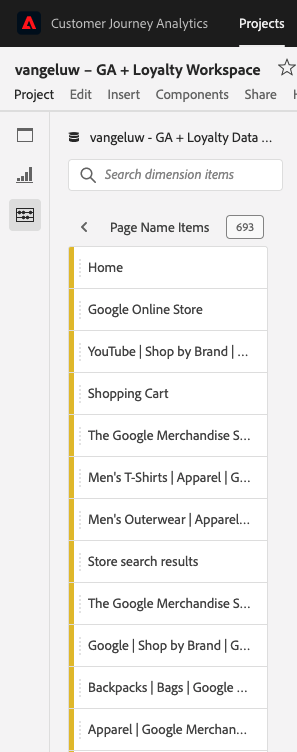 Customer Journey Analytics Projects
vangeluw – GA + Loyalty Workspace
Project Edit Insert Components Share
vangeluw - GA + Loyalty Data ...
Search dimension items
Page Name Items 693
Home
Google Online Store
YouTube | Shop by Brand | ...
Shopping Cart
The Google Merchandise S...
Men's T-Shirts | Apparel | G...
Men's Outerwear | Apparel...
Store search results
The Google Merchandise S...
Google | Shop by Brand | G...
Backpacks | Bags | Google ...
Apparel | Google Merchan...